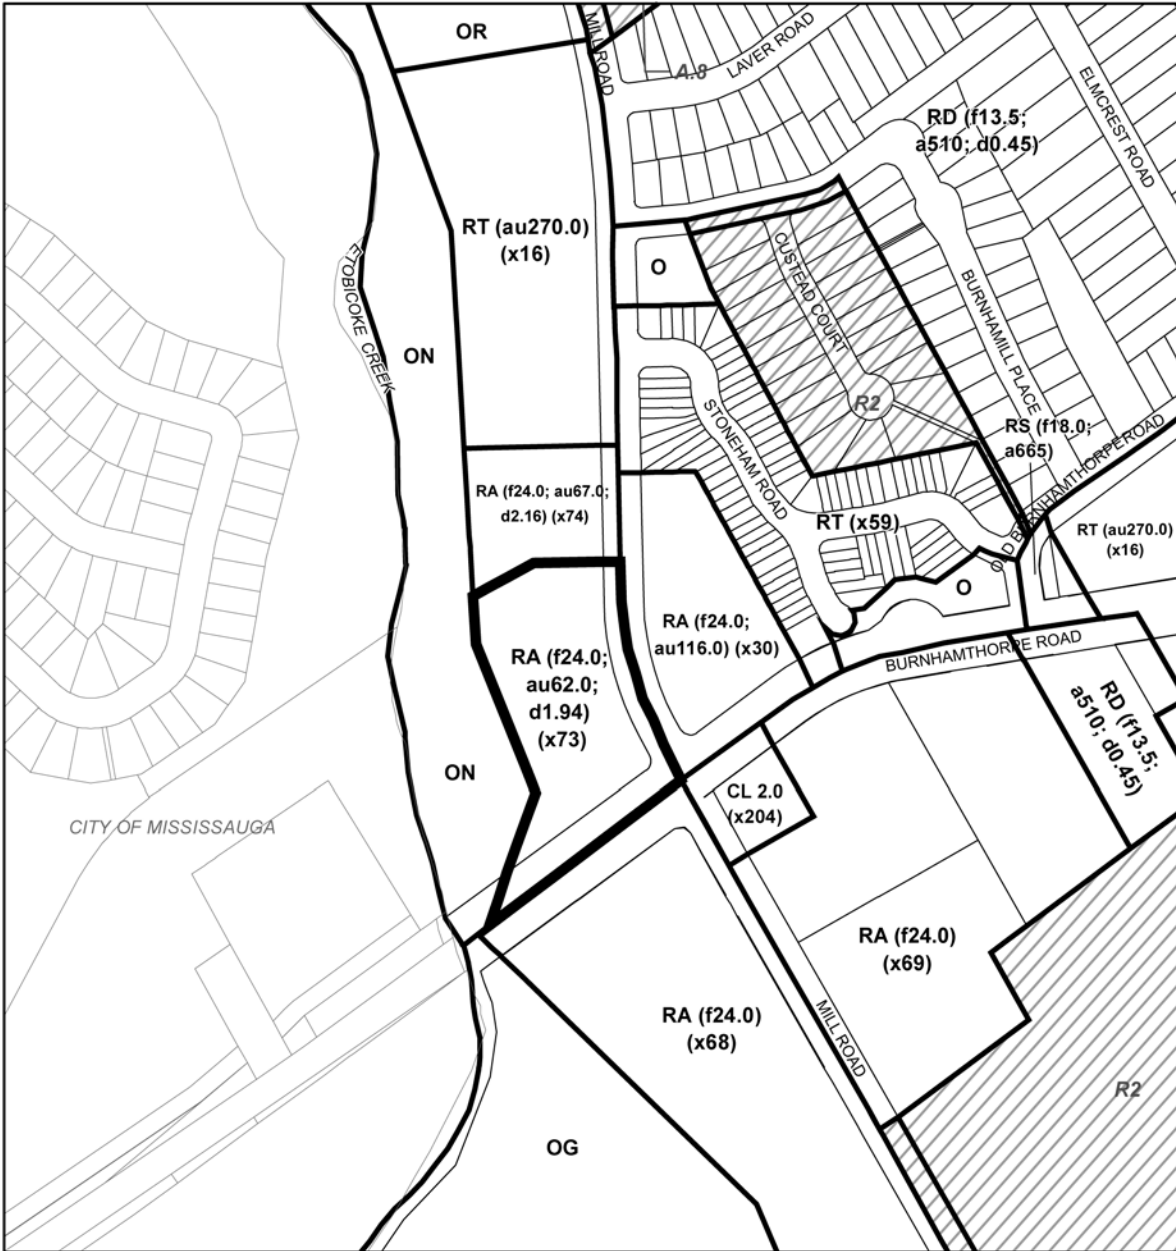 OR
MILL ROAD
A.8
LAVER ROAD
ELMCREST ROAD
RD (f13.5;
a510; d0.45)
RT (au270.0)
(x16)
O
CUSTEAD COURT
ETOBICOKE CREEK
ON
BURNHAMILL PLACE
STONEHAM ROAD
R2
RS (f18.0;
a665)
OLD BURNHAMTHORPE ROAD
RA (f24.0; au67.0;
d2.16) (x74)
RT (x59)
RT (au270.0)
(x16)
O
RA (f24.0;
au116.0) (x30)
BURNHAMTHORPE ROAD
RA (f24.0;
au62.0;
d1.94)
(x73)
RD (f13.5;
a510; d0.45)
ON
CL 2.0
(x204)
CITY OF MISSISSAUGA
RA (f24.0)
(x69)
RA (f24.0)
(x68)
MILL ROAD
R2
OG